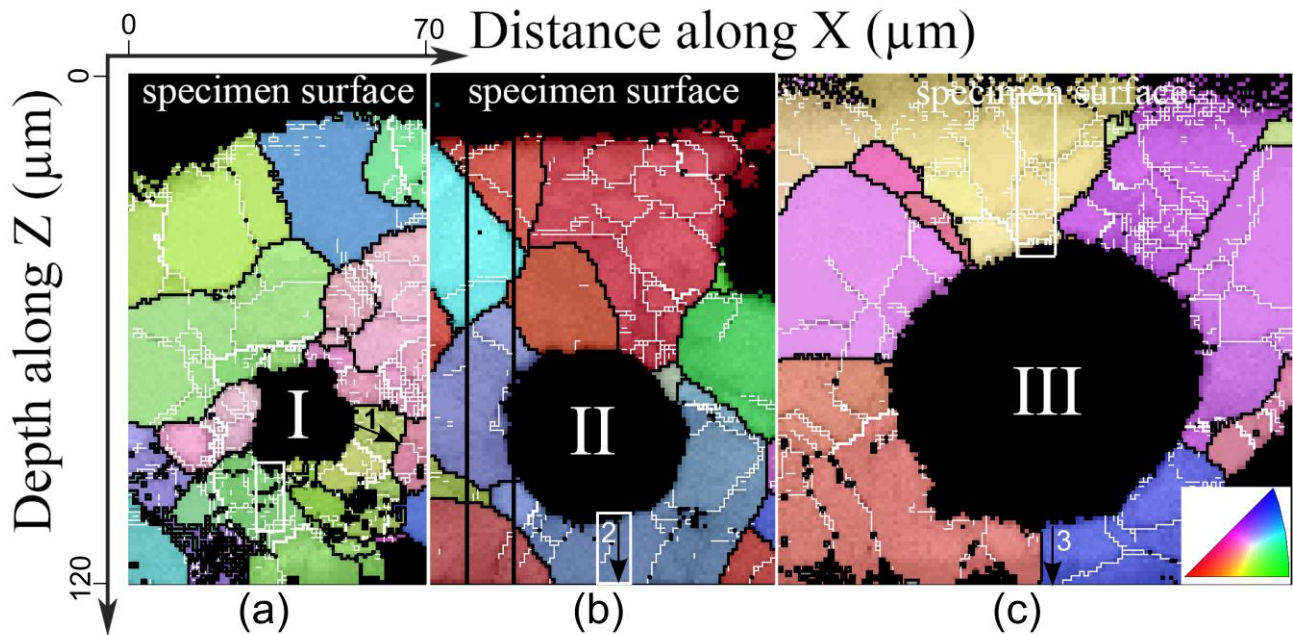 0
70
Distance along X (µm)
0
Depth along Z (µm)
120
specimen surface
specimen surface
specimen surface
I
II
III
1
2
3
(a)
(b)
(c)